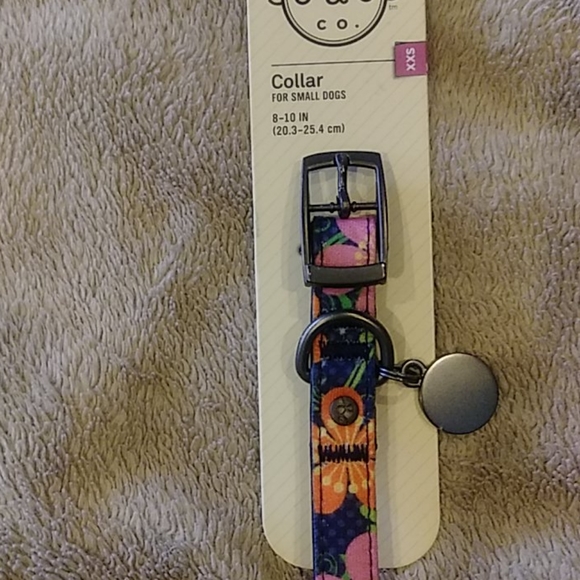 CO.
XXS
Collar
FOR SMALL DOGS
8-10 IN
(20.3-25.4 cm)